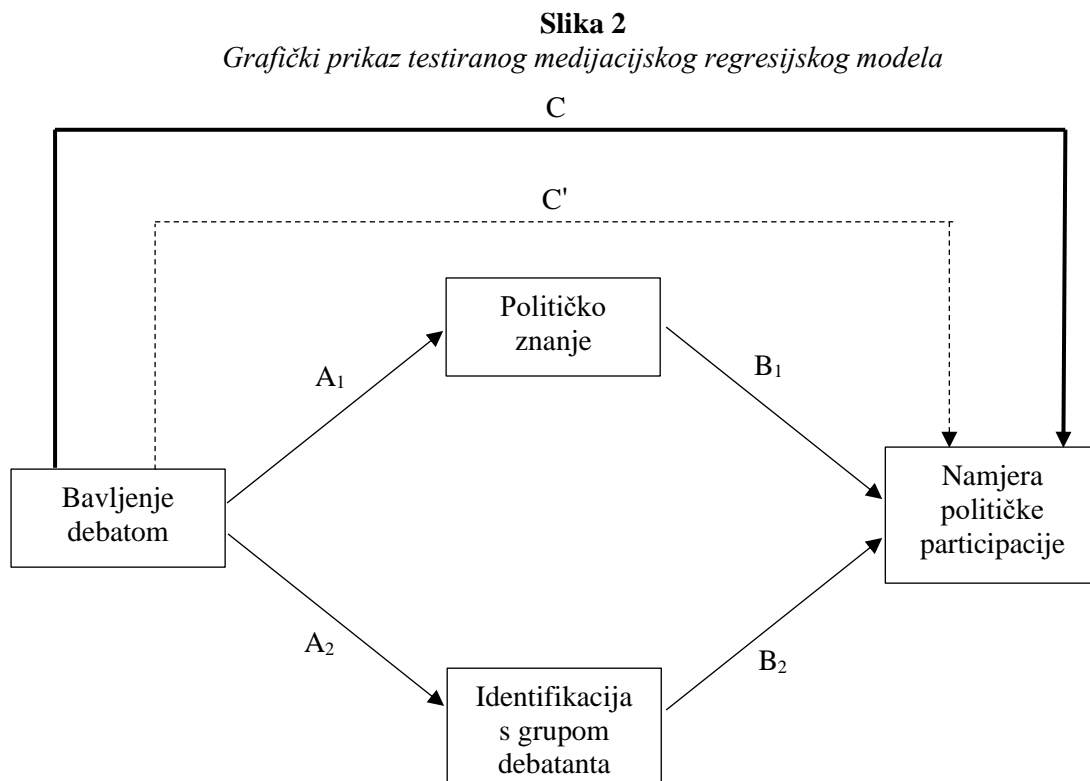 Slika 2
Grafički prikaz testiranog medijacijskog regresijskog modela
C
C'
Političko
znanje
A₁
B₁
Bavljenje
debatom
Namjera
političke
participacije
A₂
B₂
Identifikacija
s grupom
debatanta